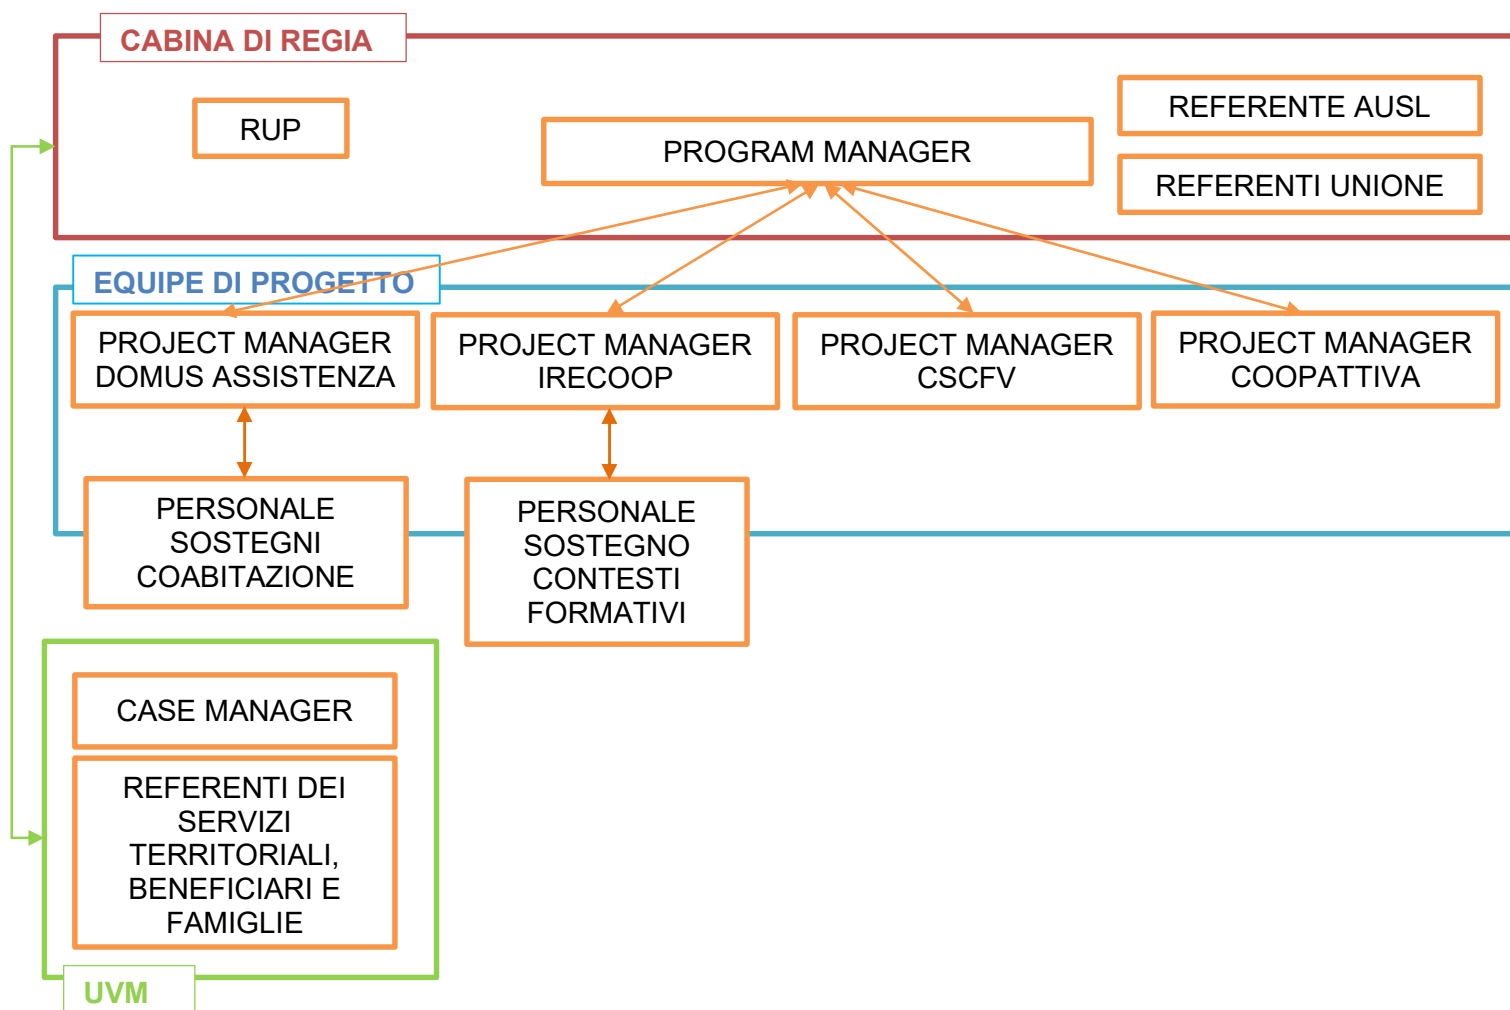 CABINA DI REGIA
RUP
PROGRAM MANAGER
REFERENTE AUSL
REFERENTI UNIONE
EQUIPE DI PROGETTO
PROJECT MANAGER
DOMUS ASSISTENZA
PROJECT MANAGER
IRECOOP
PROJECT MANAGER
CSCFV
PROJECT MANAGER
COOPATTIVA
PERSONALE
SOSTEGNI
COABITAZIONE
PERSONALE
SOSTEGNO
CONTESTI
FORMATIVI
CASE MANAGER
REFERENTI DEI
SERVIZI
TERRITORIALI,
BENEFICIARI E
FAMIGLIE
UVM